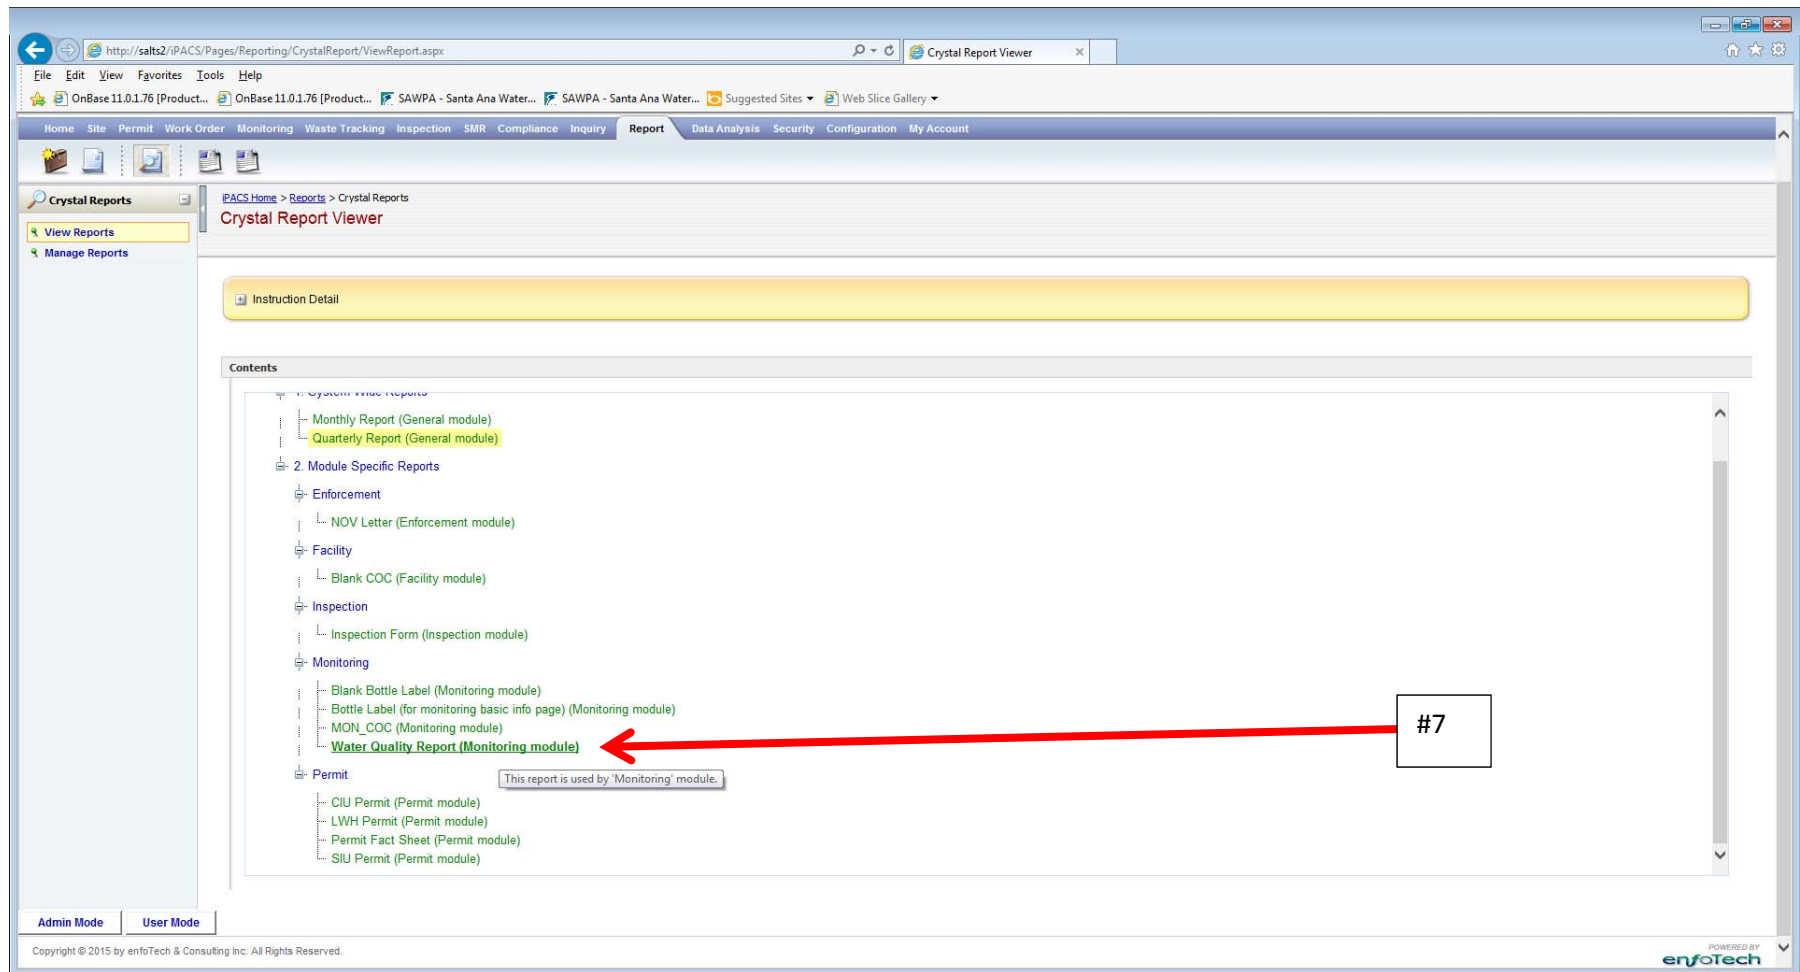 http://salts2/iPACS/Pages/Reporting/CrystalReport/ViewReport.aspx
Crystal Report Viewer
File Edit View Favorites Tools Help
OnBase 11.0.1.76 [Product... OnBase 11.0.1.76 [Product... SAWPA - Santa Ana Water... SAWPA - Santa Ana Water... Suggested Sites Web Slice Gallery
Home Site Permit Work Order Monitoring Waste Tracking Inspection SMR Compliance Inquiry Report Data Analysis Security Configuration My Account
Crystal Reports
View Reports
Manage Reports
iPACS Home > Reports > Crystal Reports
Crystal Report Viewer
Instruction Detail
Contents
1. System Wide Reports
Monthly Report (General module)
Quarterly Report (General module)
2. Module Specific Reports
Enforcement
NOV Letter (Enforcement module)
Facility
Blank COC (Facility module)
Inspection
Inspection Form (Inspection module)
Monitoring
Blank Bottle Label (Monitoring module)
Bottle Label (for monitoring basic info page) (Monitoring module)
MON_COC (Monitoring module)
Water Quality Report (Monitoring module)
#7
Permit
This report is used by 'Monitoring' module.
CIU Permit (Permit module)
LWH Permit (Permit module)
Permit Fact Sheet (Permit module)
SIU Permit (Permit module)
Admin Mode User Mode
Copyright © 2015 by enfoTech & Consulting Inc. All Rights Reserved.
POWERED BY
enfoTech